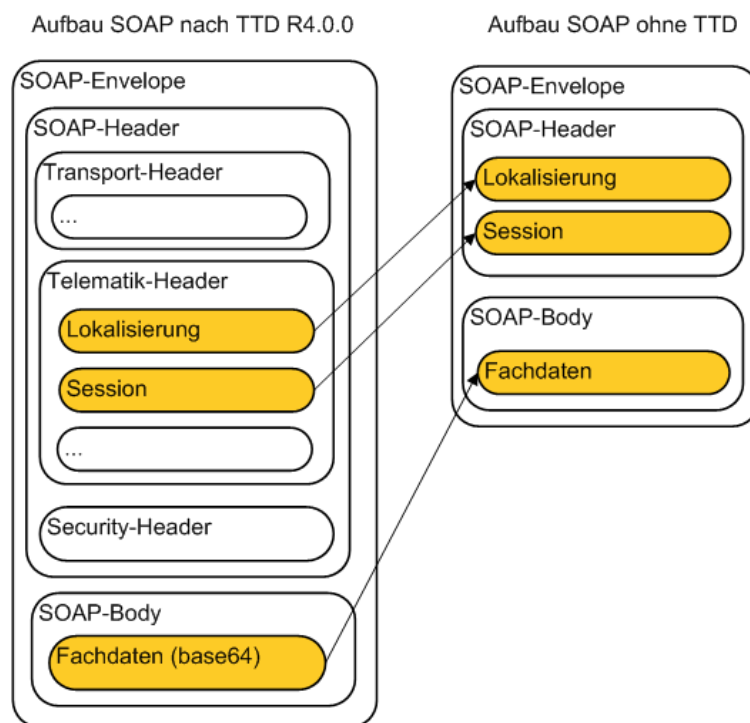 Aufbau SOAP nach TTD R4.0.0
SOAP-Envelope
SOAP-Header
Transport-Header
...
Telematik-Header
Lokalisierung
Session
...
Security-Header
SOAP-Body
Fachdaten (base64)
Aufbau SOAP ohne TTD
SOAP-Envelope
SOAP-Header
Lokalisierung
Session
SOAP-Body
Fachdaten